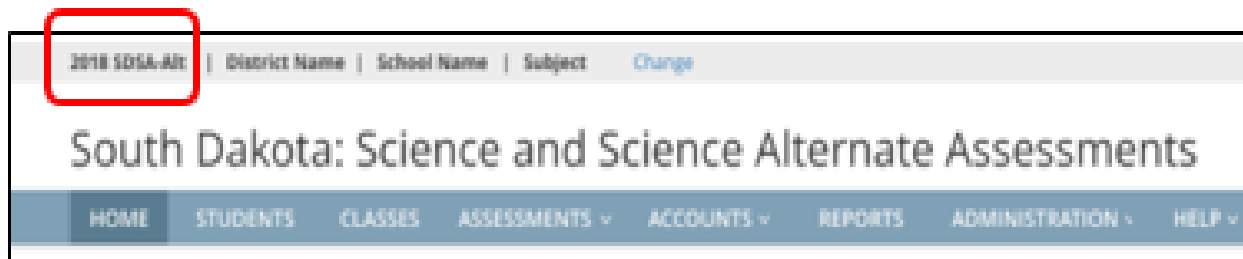 2018 SDSA-Alt | District Name | School Name | Subject Change
South Dakota: Science and Science Alternate Assessments
HOME STUDENTS CLASSES ASSESSMENTS ACCOUNTS REPORTS ADMINISTRATION HELP